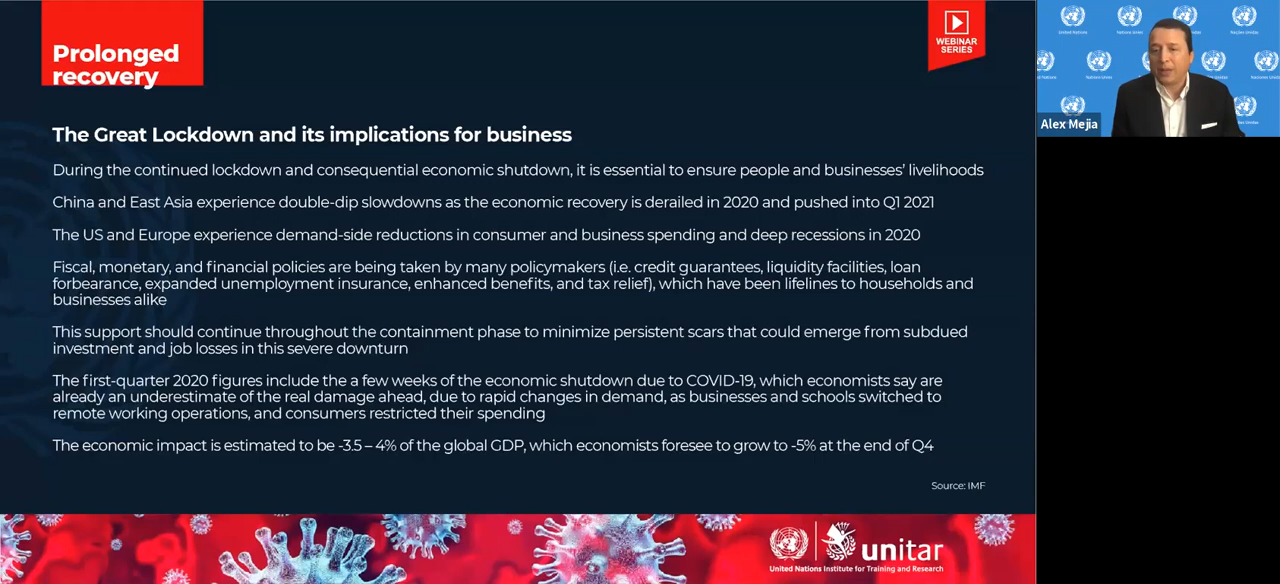 Prolonged
recovery
WEBINAR
SERIES
The Great Lockdown and its implications for business
During the continued lockdown and consequential economic shutdown, it is essential to ensure people and businesses’ livelihoods
China and East Asia experience double-dip slowdowns as the economic recovery is derailed in 2020 and pushed into Q1 2021
The US and Europe experience demand-side reductions in consumer and business spending and deep recessions in 2020
Fiscal, monetary, and financial policies are being taken by many policymakers (i.e. credit guarantees, liquidity facilities, loan
forbearance, expanded unemployment insurance, enhanced benefits, and tax relief), which have been lifelines to households and
businesses alike
This support should continue throughout the containment phase to minimize persistent scars that could emerge from subdued
investment and job losses in this severe downturn
The first-quarter 2020 figures include the a few weeks of the economic shutdown due to COVID-19, which economists say are
already an underestimate of the real damage ahead, due to rapid changes in demand, as businesses and schools switched to
remote working operations, and consumers restricted their spending
The economic impact is estimated to be -3.5 – 4% of the global GDP, which economists foresee to grow to -5% at the end of Q4
Source: IMF
unitar
United Nations Institute for Training and Research
United Nations
Nations Unies
Nações Unidas
Alex Mejia